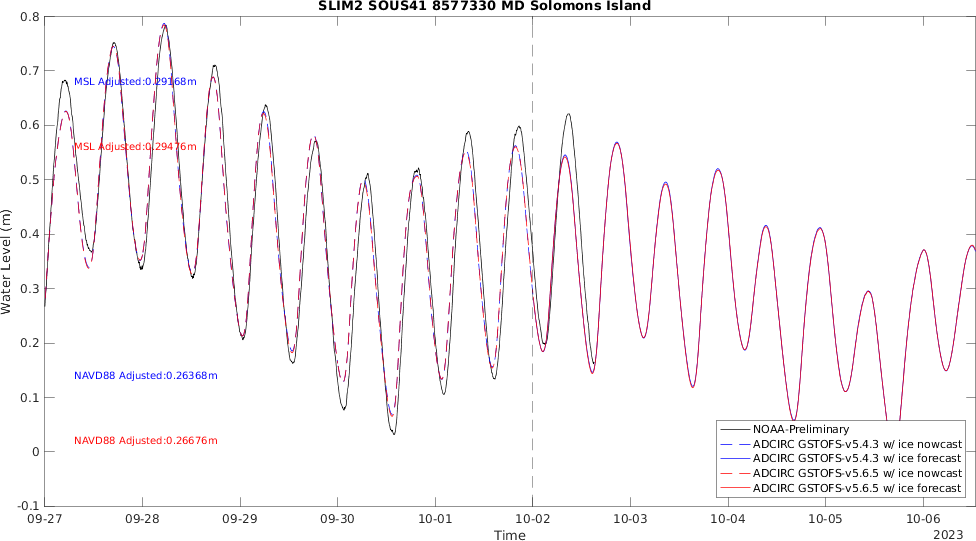 SLIM2 SOUS41 8577330 MD Solomons Island
0.8
0.7
0.6
0.5
0.4
0.3
0.2
0.1
0
-0.1
Water Level (m)
MSL Adjusted:0.29168m
MSL Adjusted:0.29476m
NAVD88 Adjusted:0.26368m
NAVD88 Adjusted:0.26676m
NOAA-Preliminary
ADCIRC GSTOFS-v5.4.3 w/ ice nowcast
ADCIRC GSTOFS-v5.4.3 w/ ice forecast
ADCIRC GSTOFS-v5.6.5 w/ ice nowcast
ADCIRC GSTOFS-v5.6.5 w/ ice forecast
09-27 09-28 09-29 09-30 10-01 10-02 10-03 10-04 10-05 10-06
Time
2023